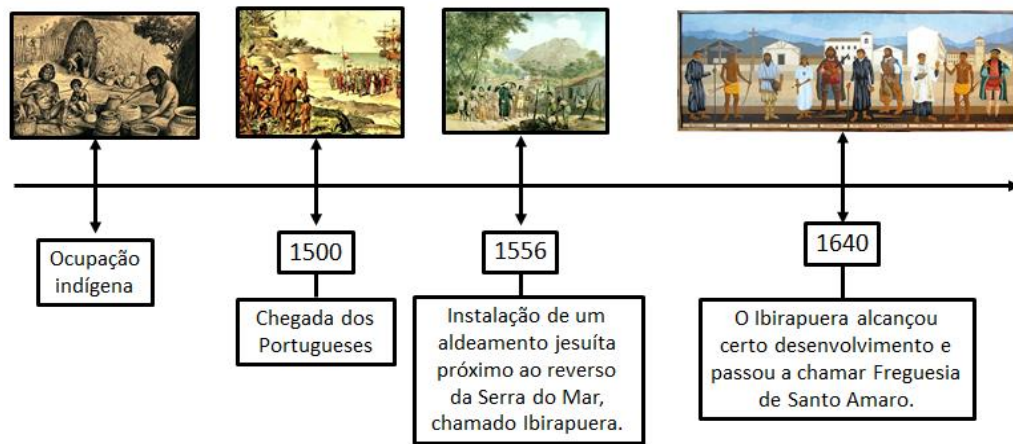 Ocupação
indígena
1500
Chegada dos
Portugueses
1556
Instalação de um
aldeamento jesuíta
próximo ao reverso
da Serra do Mar,
chamado Ibirapuera.
1640
O Ibirapuera alcançou
certo desenvolvimento e
passou a chamar Freguesia
de Santo Amaro.